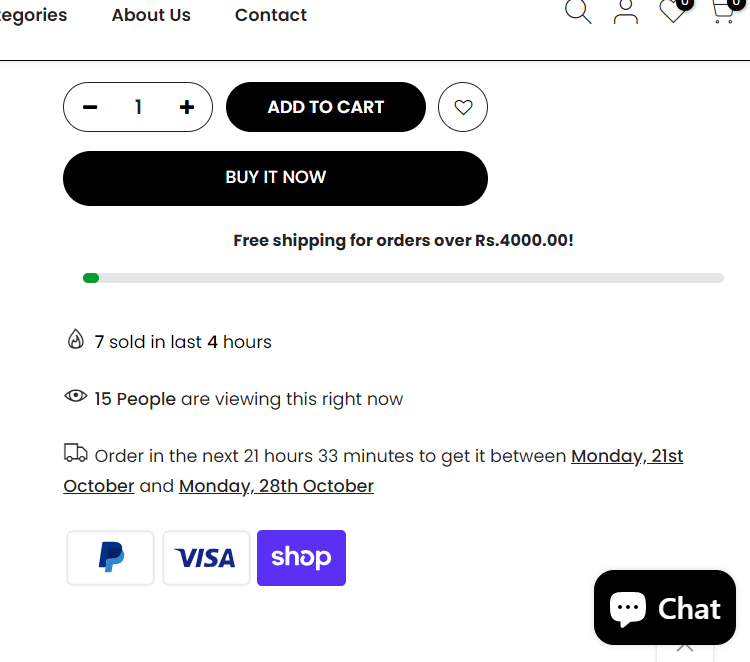 tegories About Us Contact 0 0
1 ADD TO CART
BUY IT NOW
Free shipping for orders over Rs.4000.00!
7 sold in last 4 hours
15 People are viewing this right now
Order in the next 21 hours 33 minutes to get it between Monday, 21st
October and Monday, 28th October
VISA shop
Chat